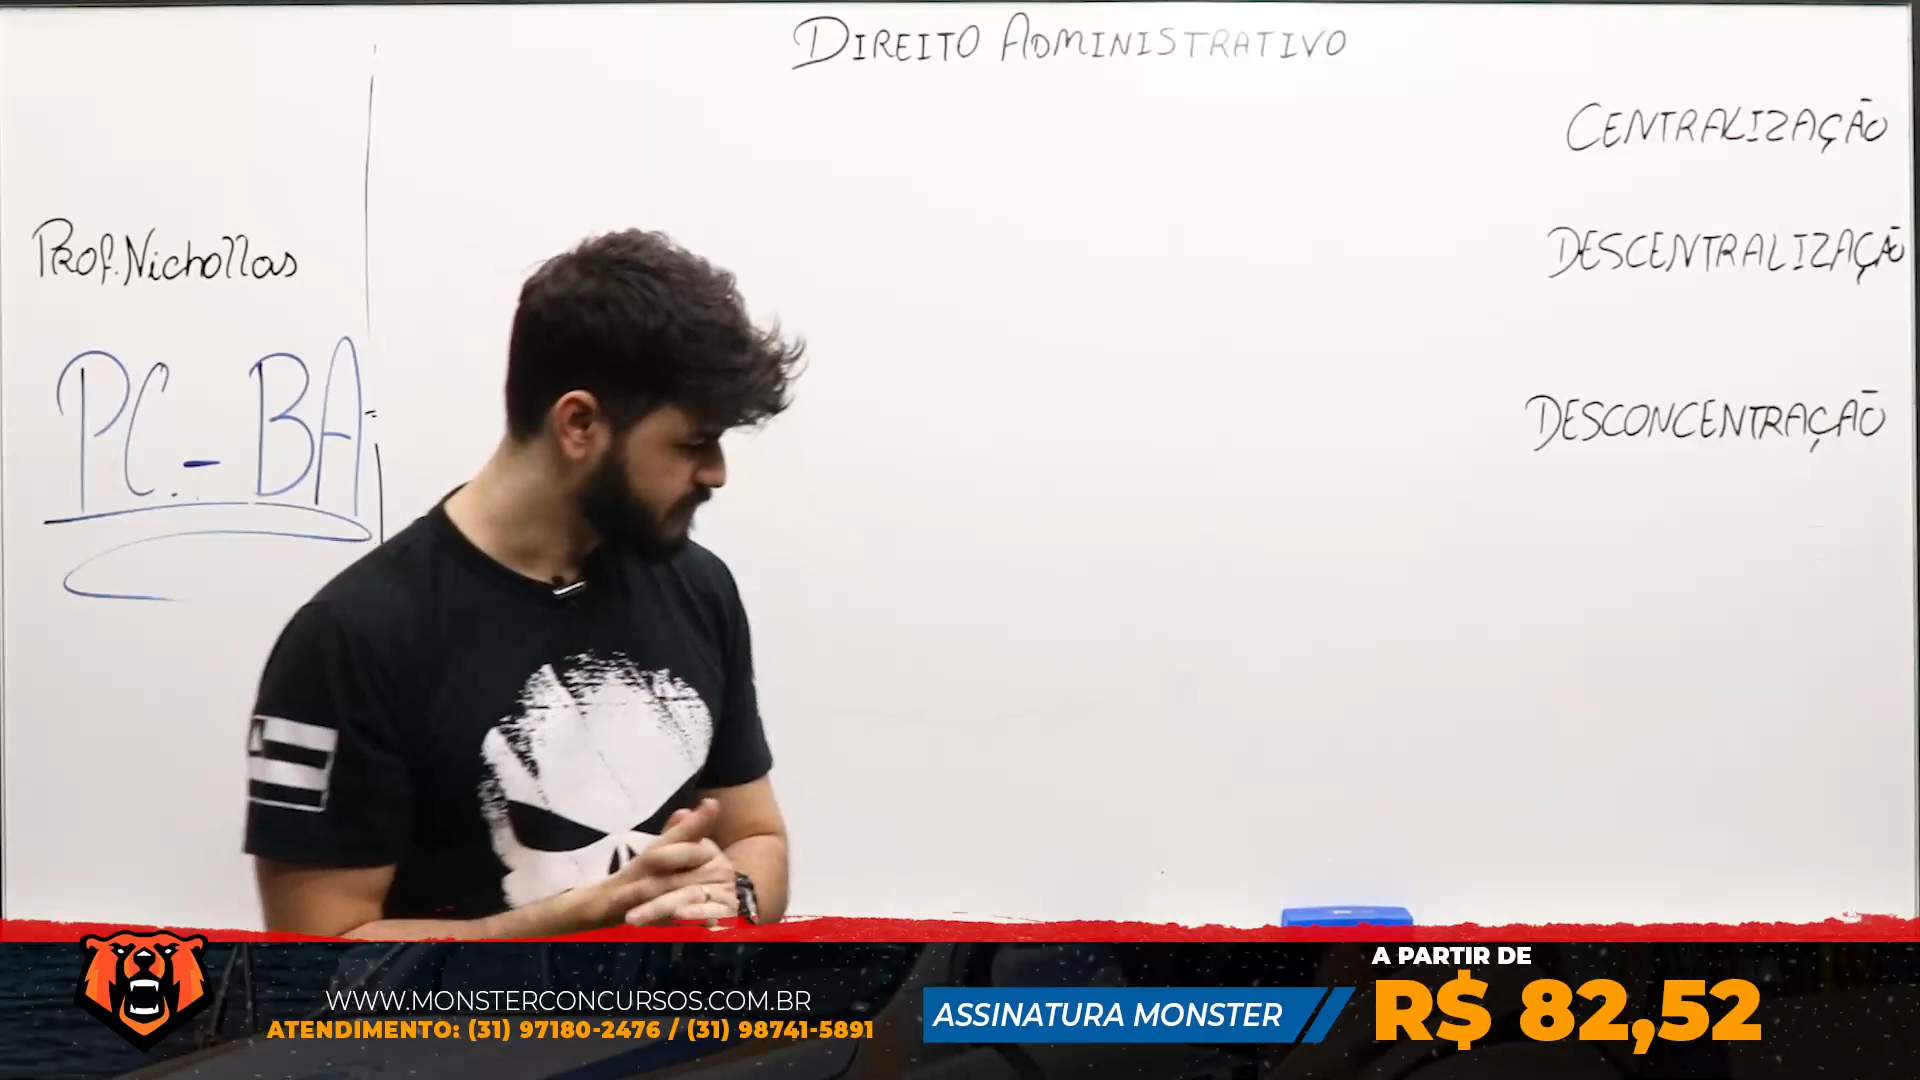 DIREITO ADMINISTRATIVO
CENTRALIZAÇÃO
DESCENTRALIZAÇÃO
DESCONCENTRAÇÃO
Prof. Nichollas
PC-BA
WWW.MONSTERCONCURSOS.COM.BR
ATENDIMENTO: (31) 97180-2476 / (31) 98741-5891
ASSINATURA MONSTER
A PARTIR DE
R$ 82,52